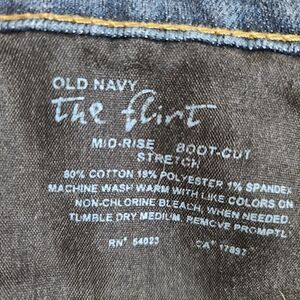 OLD NAVY
The flirt
MID-RISE BOOT-CUT
STRETCH
80% COTTON 19% POLYESTER 1% SPANDEX
MACHINE WASH WARM WITH LIKE COLORS ON
NON-CHLORINE BLEACH, WHEN NEEDED
TUMBLE DRY MEDIUM. REMOVE PROMPTLY
RN# 54023 CA# 17897